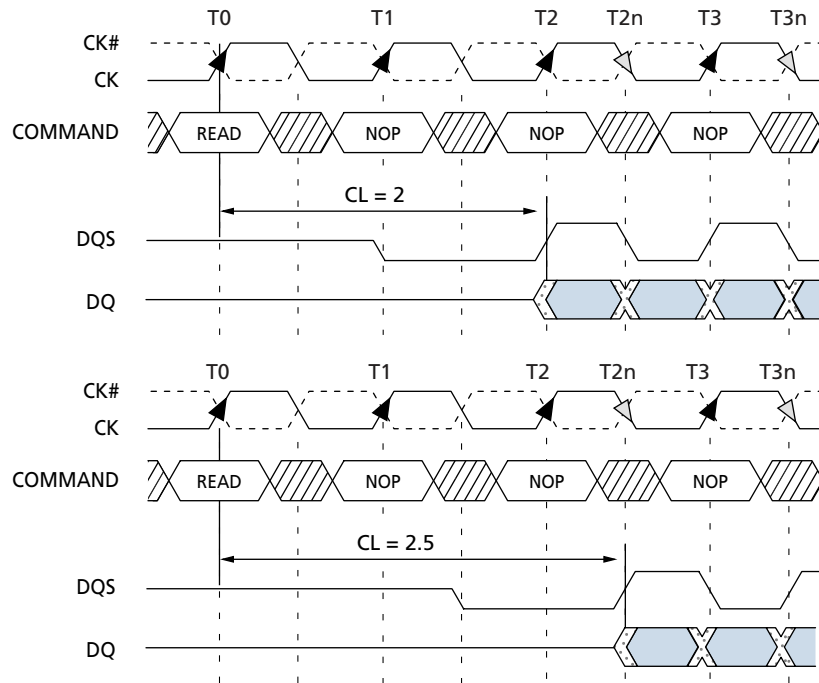 T0 T1 T2 T2n T3 T3n
CK#
CK
COMMAND READ NOP NOP NOP
CL = 2
DQS
DQ
T0 T1 T2 T2n T3 T3n
CK#
CK
COMMAND READ NOP NOP NOP
CL = 2.5
DQS
DQ